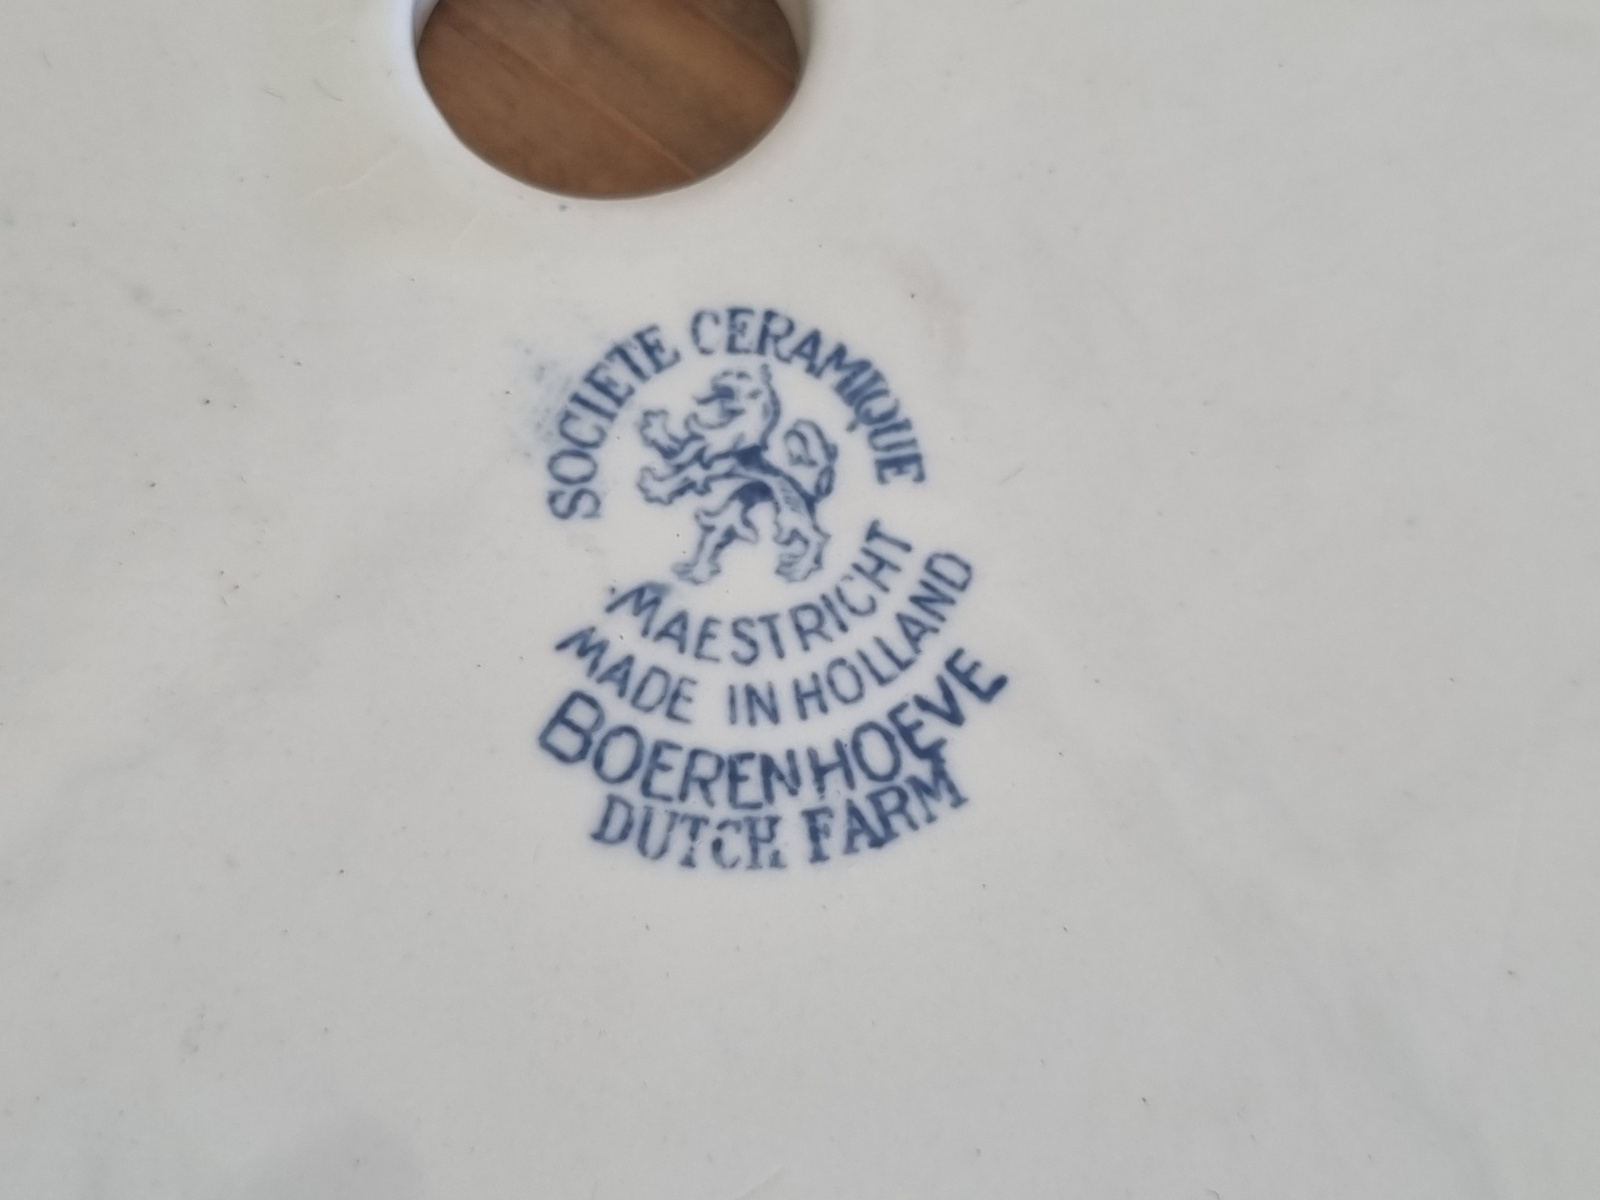 SOCIETE CERAMIQUE
MAESTRICHT
MADE IN HOLLAND
BOERENHOEVE
DUTCH FARM